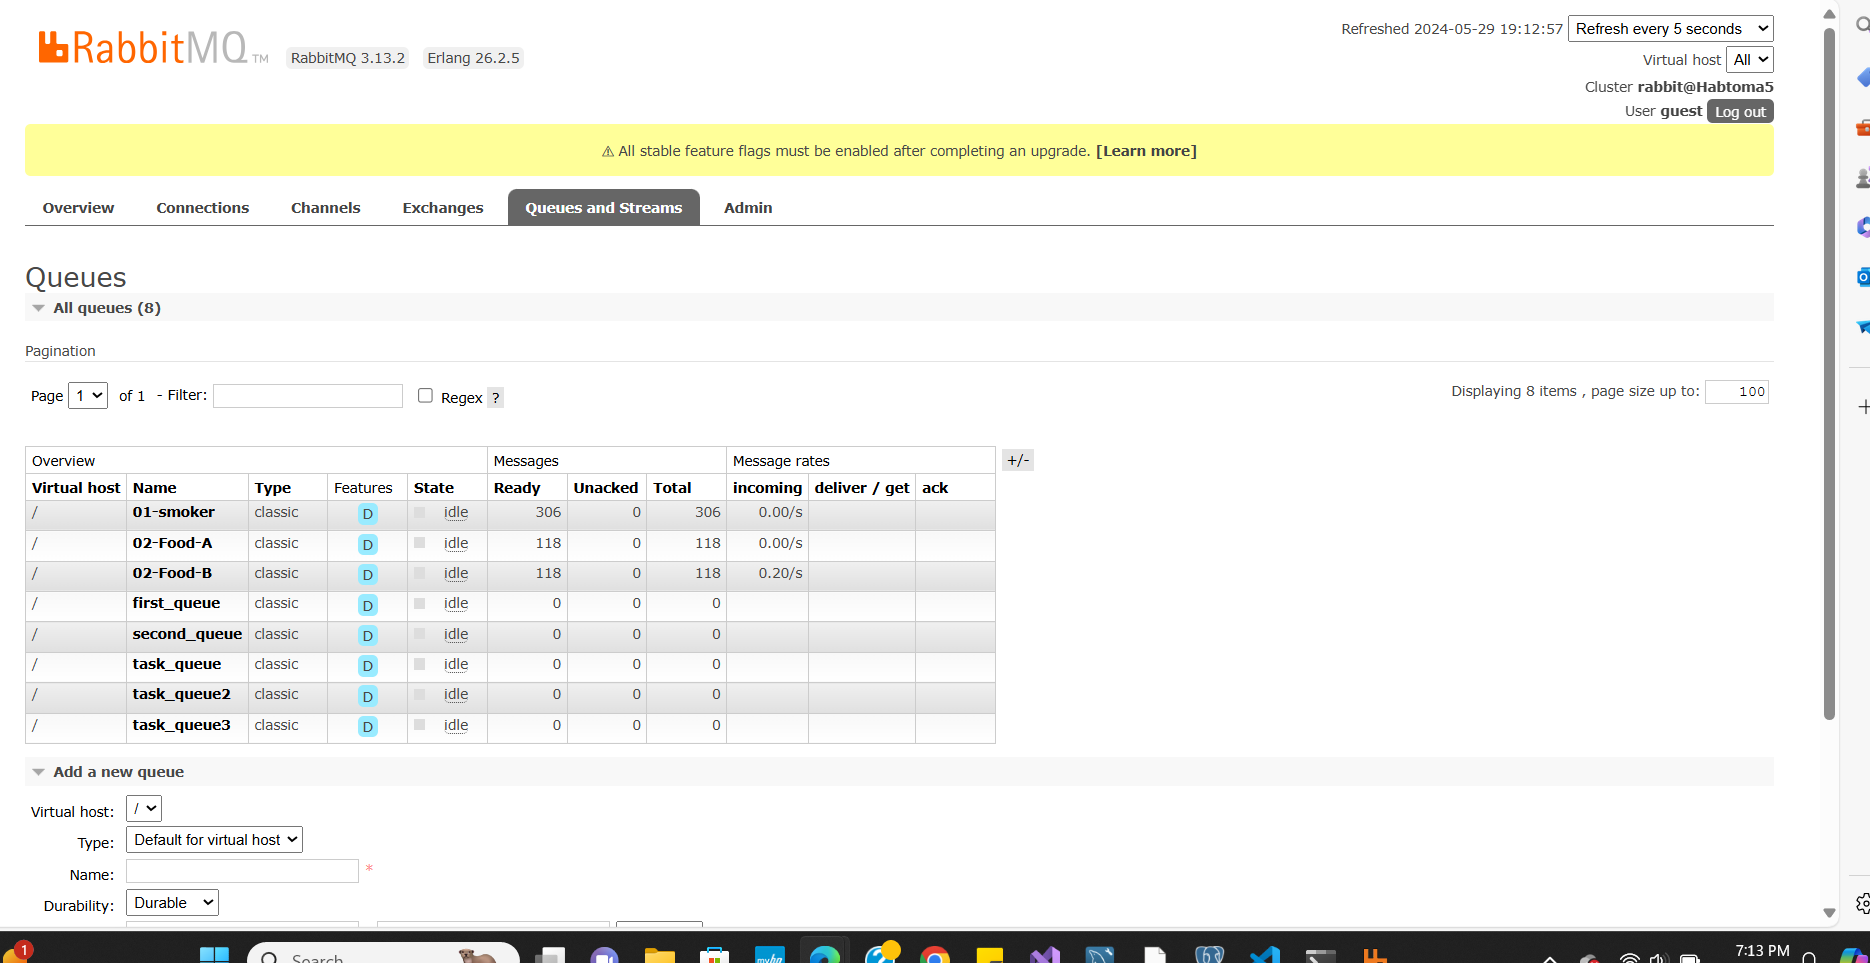 RabbitMQ TM RabbitMQ 3.13.2 Erlang 26.2.5
Refreshed 2024-05-29 19:12:57 Refresh every 5 seconds
Virtual host All
Cluster rabbit@Habtoma5
User guest Log out
⚠ All stable feature flags must be enabled after completing an upgrade. [Learn more]
Overview Connections Channels Exchanges Queues and Streams Admin
Queues
All queues (8)
Pagination
Page 1 of 1 - Filter: Regex ? Displaying 8 items , page size up to: 100
Overview Messages Message rates +/-
Virtual host Name Type Features State Ready Unacked Total incoming deliver / get ack
/ 01-smoker classic D idle 306 0 306 0.00/s
/ 02-Food-A classic D idle 118 0 118 0.00/s
/ 02-Food-B classic D idle 118 0 118 0.20/s
/ first_queue classic D idle 0 0 0
/ second_queue classic D idle 0 0 0
/ task_queue classic D idle 0 0 0
/ task_queue2 classic D idle 0 0 0
/ task_queue3 classic D idle 0 0 0
Add a new queue
Virtual host: /
Type: Default for virtual host
Name: *
Durability: Durable
1 Search myhp 7:13 PM